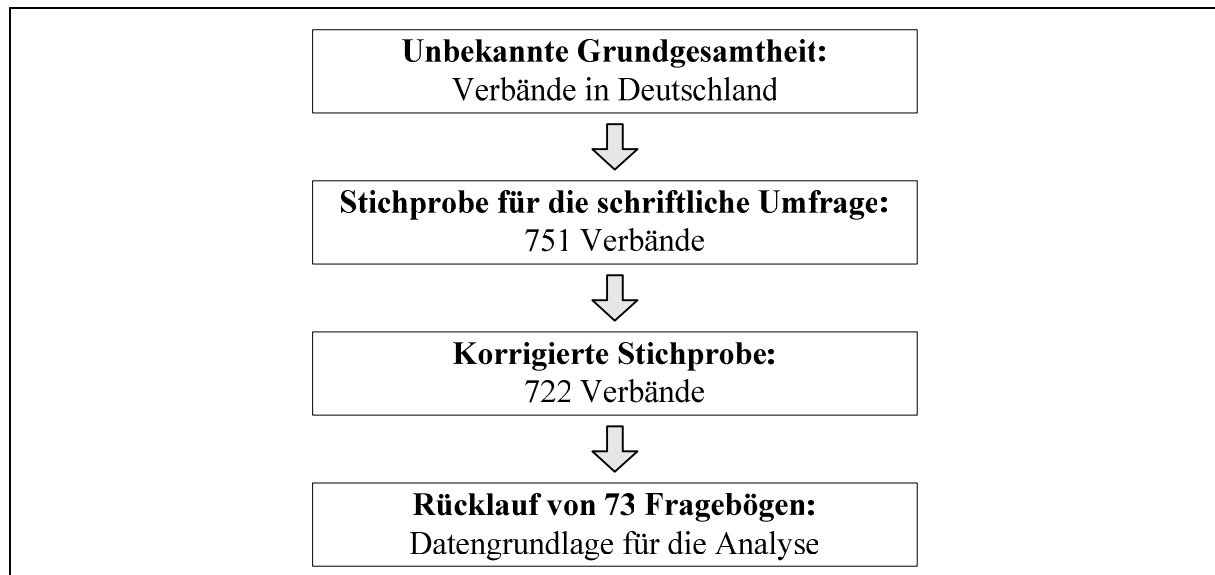 Unbekannte Grundgesamtheit:
Verbände in Deutschland
Stichprobe für die schriftliche Umfrage:
751 Verbände
Korrigierte Stichprobe:
722 Verbände
Rücklauf von 73 Fragebögen:
Datengrundlage für die Analyse